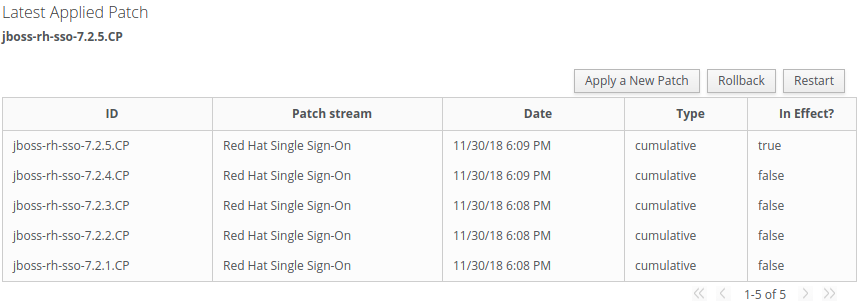 Latest Applied Patch
jboss-rh-sso-7.2.5.CP
Apply a New Patch Rollback Restart
ID Patch stream Date Type In Effect?
jboss-rh-sso-7.2.5.CP Red Hat Single Sign-On 11/30/18 6:09 PM cumulative true
jboss-rh-sso-7.2.4.CP Red Hat Single Sign-On 11/30/18 6:09 PM cumulative false
jboss-rh-sso-7.2.3.CP Red Hat Single Sign-On 11/30/18 6:08 PM cumulative false
jboss-rh-sso-7.2.2.CP Red Hat Single Sign-On 11/30/18 6:08 PM cumulative false
jboss-rh-sso-7.2.1.CP Red Hat Single Sign-On 11/30/18 6:08 PM cumulative false
1-5 of 5